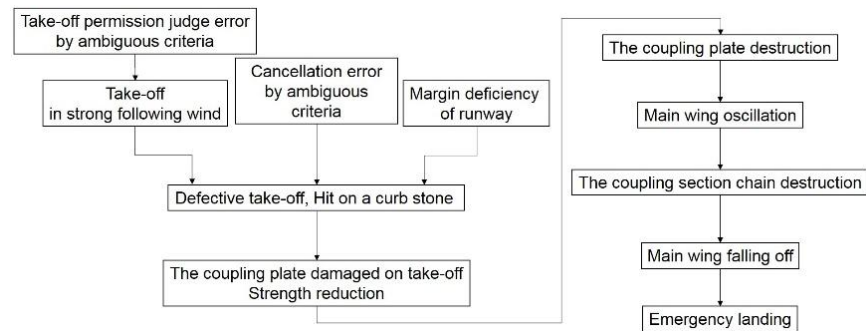 Take-off permission judge error
by ambiguous criteria
Take-off
in strong following wind
Cancellation error
by ambiguous
criteria
Margin deficiency
of runway
Defective take-off, Hit on a curb stone
The coupling plate damaged on take-off
Strength reduction
The coupling plate destruction
Main wing oscillation
The coupling section chain destruction
Main wing falling off
Emergency landing